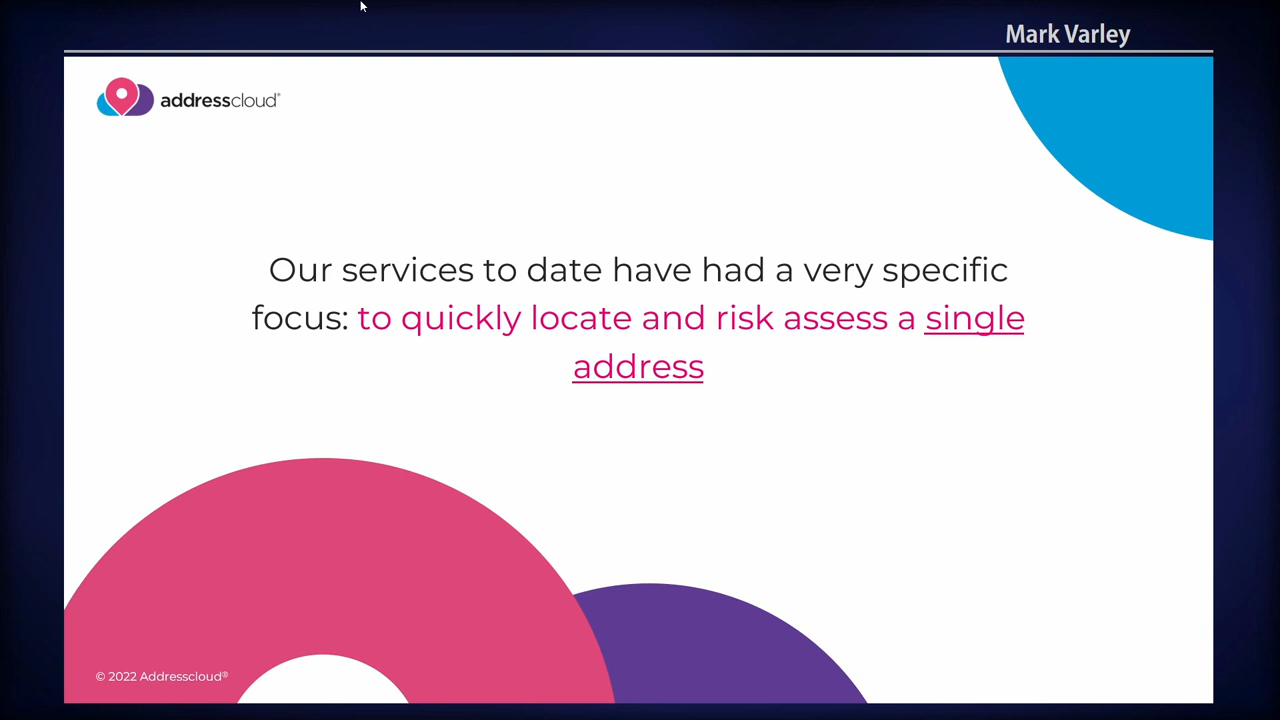 Mark Varley
addresscloud®
Our services to date have had a very specific
focus: to quickly locate and risk assess a single
address
© 2022 Addresscloud®